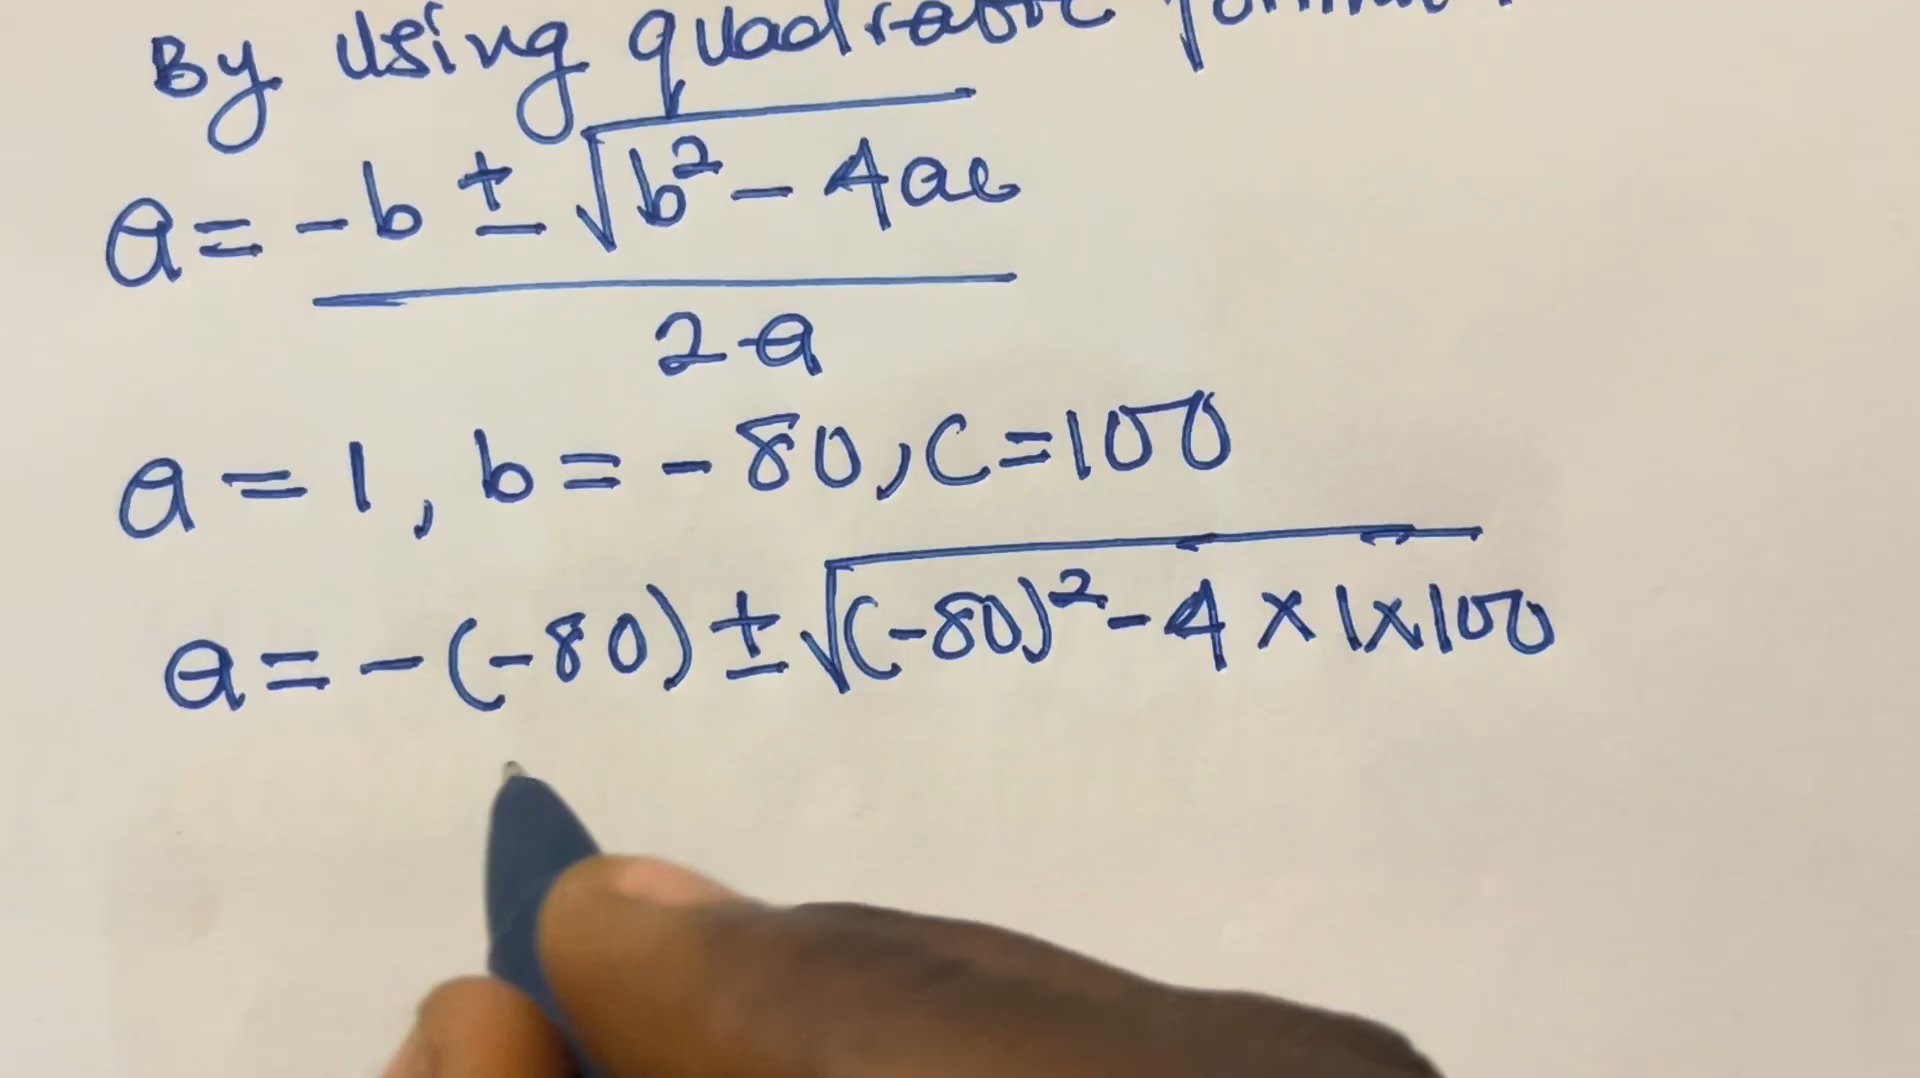 By using quadratic formula
a = -b ± √b² - 4ac
2a
a = 1, b = -80, c = 100
a = -(-80) ± √(-80)² - 4 × 1 × 100